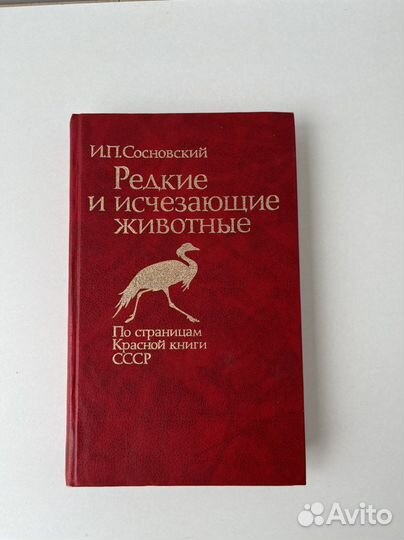 И.П.Сосновский
Редкие
и исчезающие
животные
По страницам
Красной книги
СССР
Avito